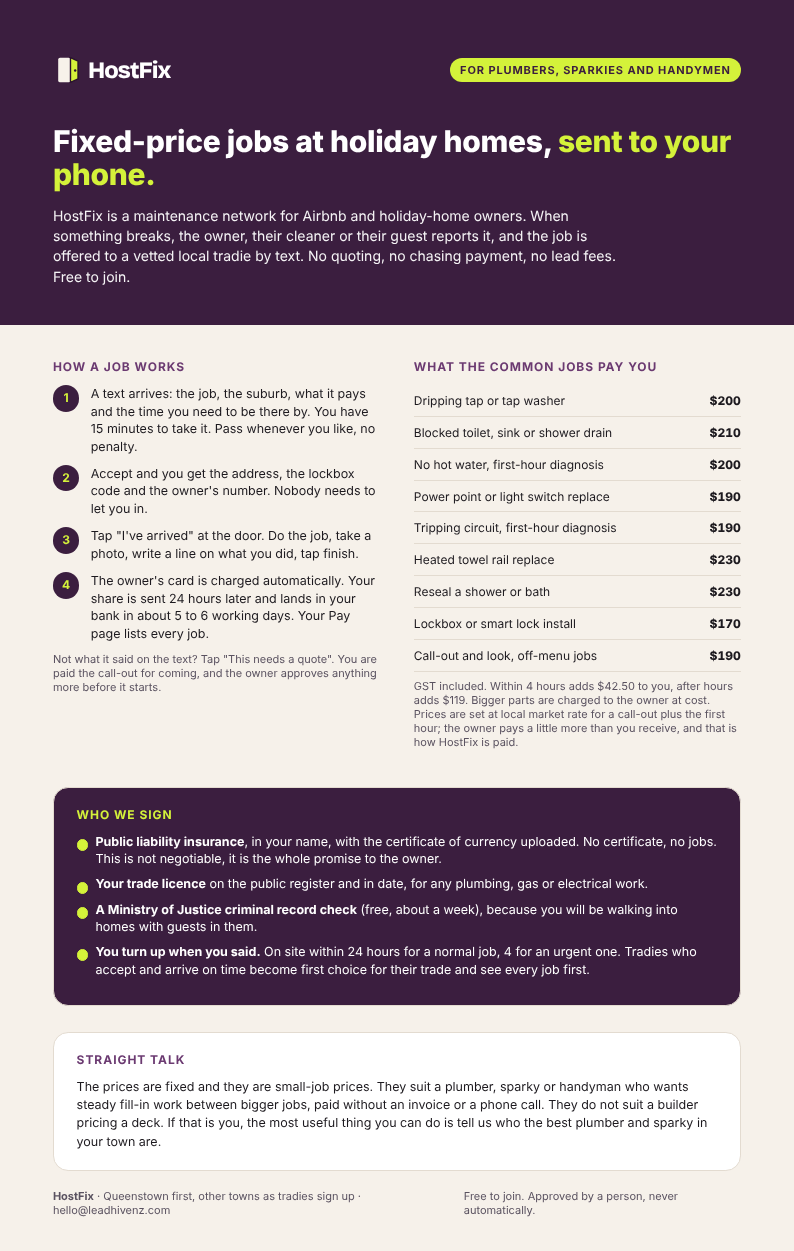 HostFix
FOR PLUMBERS, SPARKIES AND HANDYMEN
Fixed-price jobs at holiday homes, sent to your
phone.
HostFix is a maintenance network for Airbnb and holiday-home owners. When
something breaks, the owner, their cleaner or their guest reports it, and the job is
offered to a vetted local tradie by text. No quoting, no chasing payment, no lead fees.
Free to join.
HOW A JOB WORKS
1
A text arrives: the job, the suburb, what it pays
and the time you need to be there by. You have
15 minutes to take it. Pass whenever you like, no
penalty.
2
Accept and you get the address, the lockbox
code and the owner's number. Nobody needs to
let you in.
3
Tap "I've arrived" at the door. Do the job, take a
photo, write a line on what you did, tap finish.
4
The owner's card is charged automatically. Your
share is sent 24 hours later and lands in your
bank in about 5 to 6 working days. Your Pay
page lists every job.
Not what it said on the text? Tap "This needs a quote". You are
paid the call-out for coming, and the owner approves anything
more before it starts.
WHAT THE COMMON JOBS PAY YOU
Dripping tap or tap washer $200
Blocked toilet, sink or shower drain $210
No hot water, first-hour diagnosis $200
Power point or light switch replace $190
Tripping circuit, first-hour diagnosis $190
Heated towel rail replace $230
Reseal a shower or bath $230
Lockbox or smart lock install $170
Call-out and look, off-menu jobs $190
GST included. Within 4 hours adds $42.50 to you, after hours
adds $119. Bigger parts are charged to the owner at cost.
Prices are set at local market rate for a call-out plus the first
hour; the owner pays a little more than you receive, and that is
how HostFix is paid.
WHO WE SIGN
Public liability insurance, in your name, with the certificate of currency uploaded. No certificate, no jobs.
This is not negotiable, it is the whole promise to the owner.
Your trade licence on the public register and in date, for any plumbing, gas or electrical work.
A Ministry of Justice criminal record check (free, about a week), because you will be walking into
homes with guests in them.
You turn up when you said. On site within 24 hours for a normal job, 4 for an urgent one. Tradies who
accept and arrive on time become first choice for their trade and see every job first.
STRAIGHT TALK
The prices are fixed and they are small-job prices. They suit a plumber, sparky or handyman who wants
steady fill-in work between bigger jobs, paid without an invoice or a phone call. They do not suit a builder
pricing a deck. If that is you, the most useful thing you can do is tell us who the best plumber and sparky in
your town are.
HostFix · Queenstown first, other towns as tradies sign up ·
hello@leadhivenz.com
Free to join. Approved by a person, never
automatically.